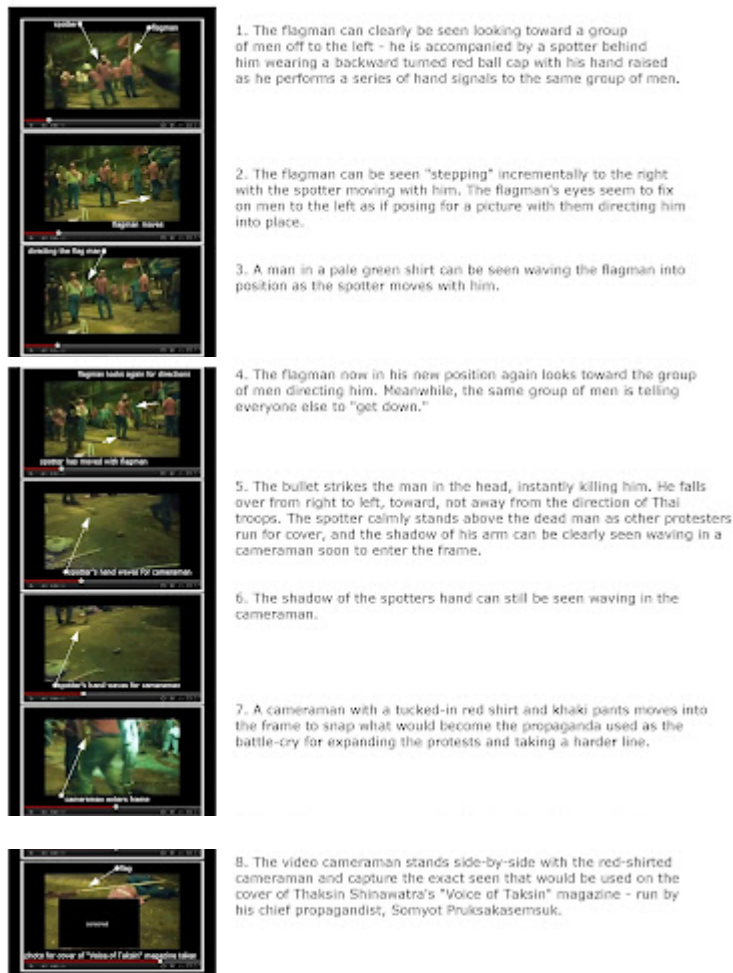 spotter
flagman
1. The flagman can clearly be seen looking toward a group
of men off to the left - he is accompanied by a spotter behind
him wearing a backward turned red ball cap with his hand raised
as he performs a series of hand signals to the same group of men.
2. The flagman can be seen "stepping" incrementally to the right
with the spotter moving with him. The flagman's eyes seem to fix
on men to the left as if posing for a picture with them directing him
into place.
flagman moves
directing the flag man
3. A man in a pale green shirt can be seen waving the flagman into
position as the spotter moves with him.
flagman looks again for directions
4. The flagman now in his new position again looks toward the group
of men directing him. Meanwhile, the same group of men is telling
everyone else to "get down."
spotter has moved with flagman
5. The bullet strikes the man in the head, instantly killing him. He falls
over from right to left, toward, not away from the direction of Thai
troops. The spotter calmly stands above the dead man as other protesters
run for cover, and the shadow of his arm can be clearly seen waving in a
cameraman soon to enter the frame.
spotter's hand waves for cameraman
6. The shadow of the spotters hand can still be seen waving in the
cameraman.
spotter's hand waves for cameraman
7. A cameraman with a tucked-in red shirt and khaki pants moves into
the frame to snap what would become the propaganda used as the
battle-cry for expanding the protests and taking a harder line.
cameraman enters frame
flag
8. The video cameraman stands side-by-side with the red-shirted
cameraman and capture the exact seen that would be used on the
cover of Thaksin Shinawatra's "Voice of Taksin" magazine - run by
his chief propagandist, Somyot Pruksakasemsuk.
photo for cover of "Voice of Taksin" magazine taken